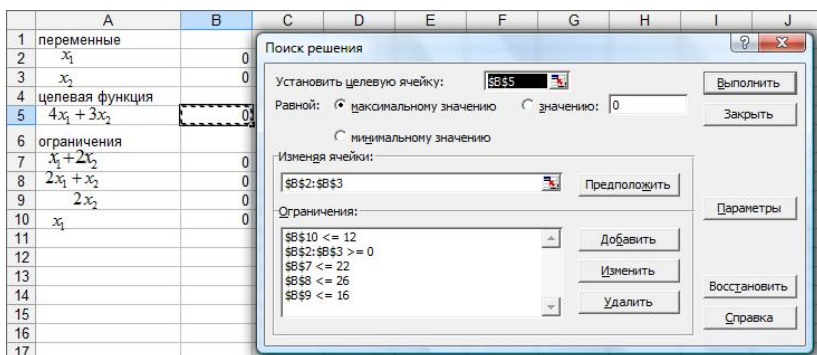 A B C D E F G H I J
1 переменные
2 x₁ 0
3 x₂ 0
4 целевая функция
5 4x₁ + 3x₂ 0
6 ограничения
7 x₁+2x₂ 0
8 2x₁ + x₂ 0
9 2x₂ 0
10 x₁ 0
11
12
13
14
15
16
17
Поиск решения
Установить целевую ячейку: $B$5 Выполнить
Равной: максимальному значению значению: 0 Закрыть
минимальному значению
Изменяя ячейки:
$B$2:$B$3 Предположить
Параметры
Ограничения:
$B$10 <= 12 Добавить
$B$2:$B$3 >= 0
$B$7 <= 22 Изменить
$B$8 <= 26 Восстановить
$B$9 <= 16 Удалить
Справка